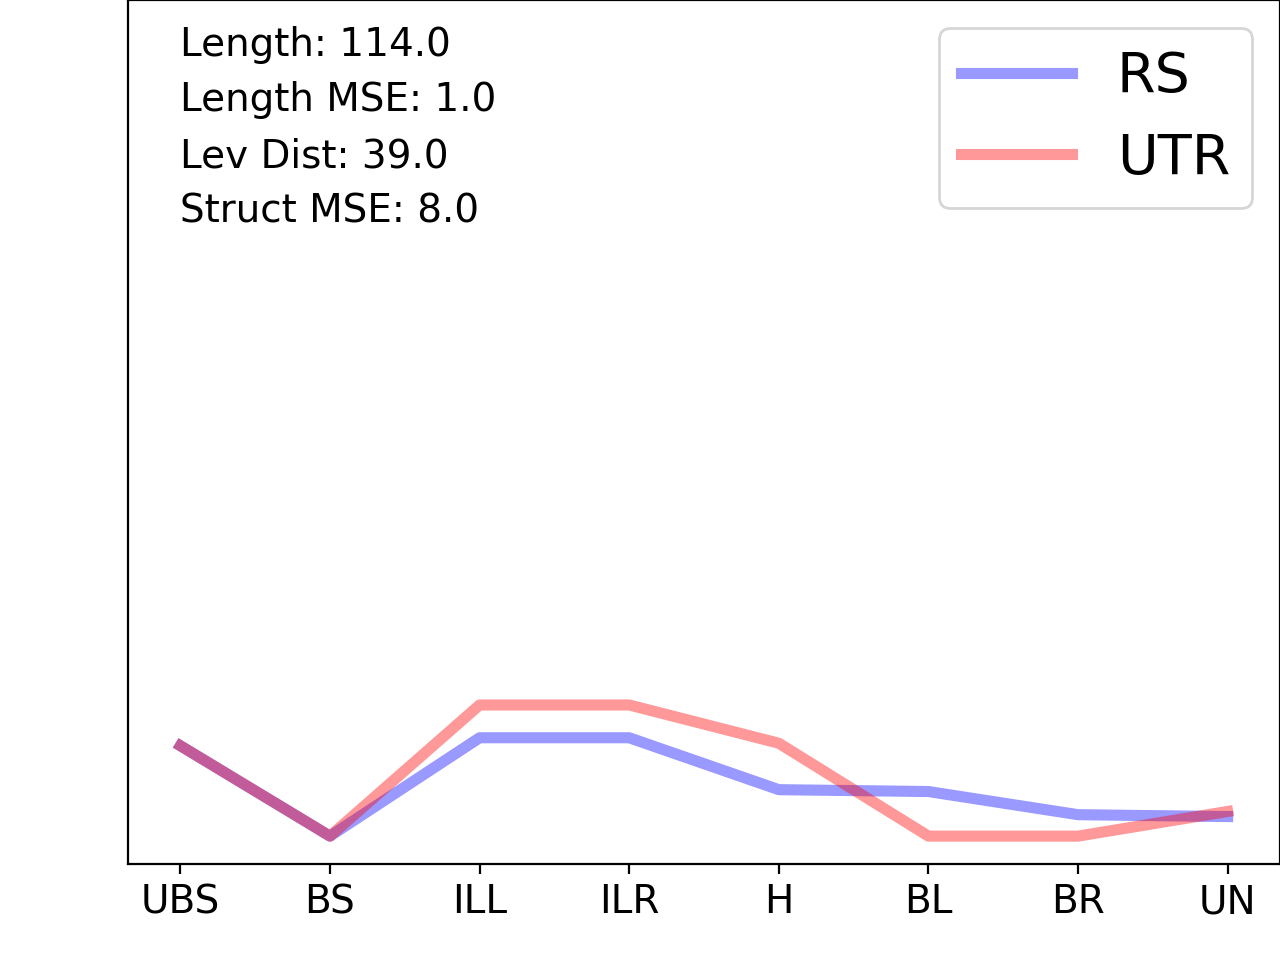 Length: 114.0
Length MSE: 1.0
Lev Dist: 39.0
Struct MSE: 8.0
RS
UTR
UBS BS ILL ILR H BL BR UN